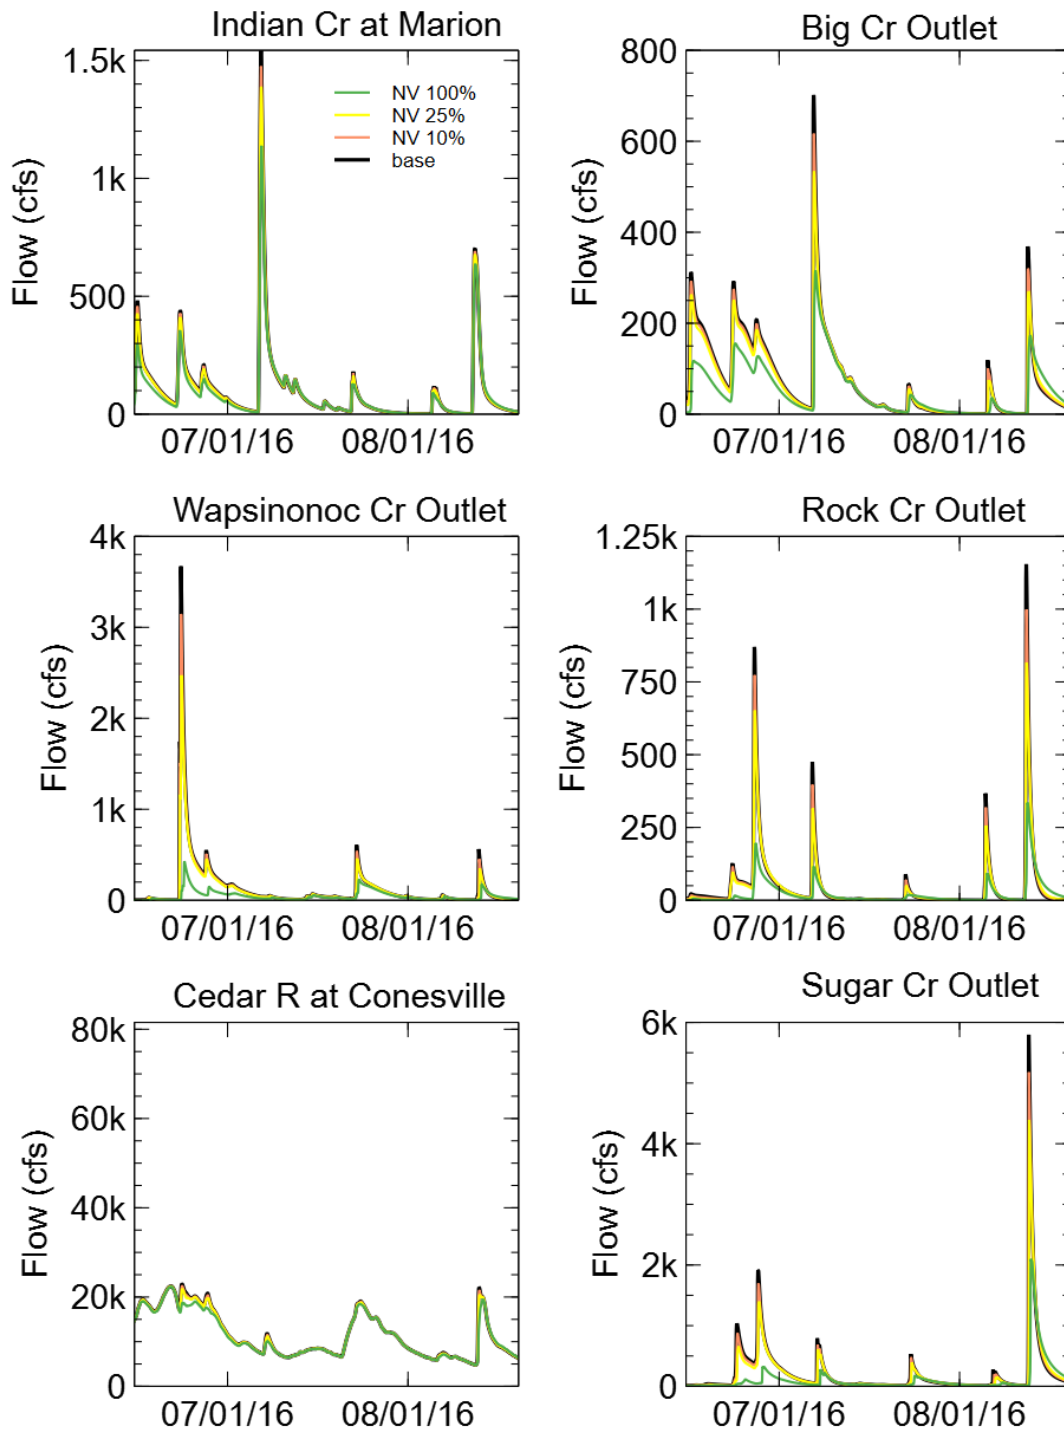 Indian Cr at Marion
1.5k
1k
500
0
Flow (cfs)
NV 100%
NV 25%
NV 10%
base
07/01/16 08/01/16
Big Cr Outlet
800
600
400
200
0
Flow (cfs)
07/01/16 08/01/16
Wapsinonoc Cr Outlet
4k
3k
2k
1k
0
Flow (cfs)
07/01/16 08/01/16
Rock Cr Outlet
1.25k
1k
750
500
250
0
Flow (cfs)
07/01/16 08/01/16
Cedar R at Conesville
80k
60k
40k
20k
0
Flow (cfs)
07/01/16 08/01/16
Sugar Cr Outlet
6k
4k
2k
0
Flow (cfs)
07/01/16 08/01/16